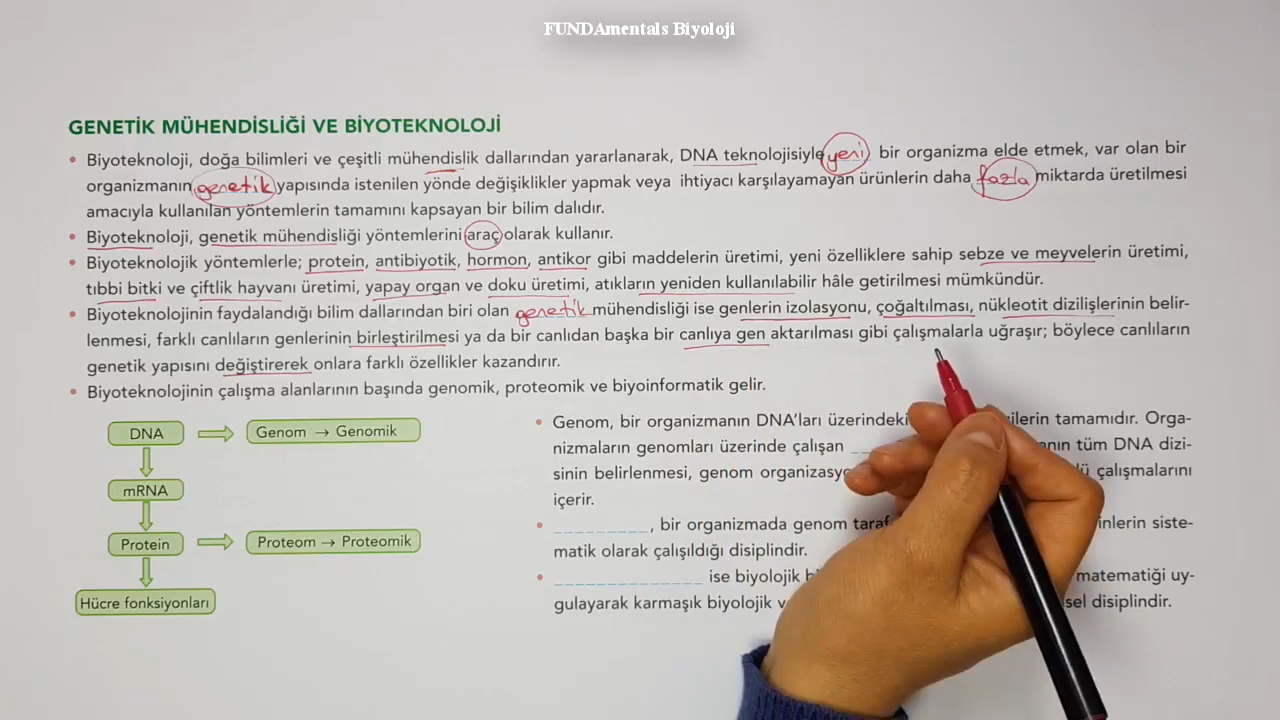 FUNDAmentals Biyoloji
GENETİK MÜHENDİSLİĞİ VE BİYOTEKNOLOJİ
• Biyoteknoloji, doğa bilimleri ve çeşitli mühendislik dallarından yararlanarak, DNA teknolojisiyle yeni bir organizma elde etmek, var olan bir
organizmanın genetik yapısında istenilen yönde değişiklikler yapmak veya ihtiyacı karşılayamayan ürünlerin daha fazla miktarda üretilmesi
amacıyla kullanılan yöntemlerin tamamını kapsayan bir bilim dalıdır.
• Biyoteknoloji, genetik mühendisliği yöntemlerini araç olarak kullanır.
• Biyoteknolojik yöntemlerle; protein, antibiyotik, hormon, antikor gibi maddelerin üretimi, yeni özelliklere sahip sebze ve meyvelerin üretimi,
tıbbi bitki ve çiftlik hayvanı üretimi, yapay organ ve doku üretimi, atıkların yeniden kullanılabilir hâle getirilmesi mümkündür.
• Biyoteknolojinin faydalandığı bilim dallarından biri olan genetik mühendisliği ise genlerin izolasyonu, çoğaltılması, nükleotit dizilişlerinin belir-
lenmesi, farklı canlıların genlerinin birleştirilmesi ya da bir canlıdan başka bir canlıya gen aktarılması gibi çalışmalarla uğraşır; böylece canlıların
genetik yapısını değiştirerek onlara farklı özellikler kazandırır.
• Biyoteknolojinin çalışma alanlarının başında genomik, proteomik ve biyoinformatik gelir.
DNA → Genom → Genomik
mRNA
Protein → Proteom → Proteomik
Hücre fonksiyonları
• Genom, bir organizmanın DNA'ları üzerindeki tamamıdır. Orga-
nizmaların genomları üzerinde çalışan tüm DNA dizi-
sinin belirlenmesi, genom çalışmalarını
içerir.
• _________, bir organizmada genom siste-
matik olarak çalışıldığı disiplindir.
• ______________ ise biyolojik matematiği uy-
gulayarak karmaşık biyolojik disiplindir.